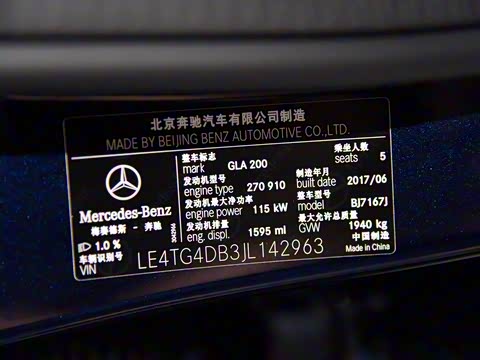 北京奔驰汽车有限公司制造
MADE BY BEIJING BENZ AUTOMOTIVE CO.,LTD.
Mercedes-Benz
梅赛德斯 - 奔驰
1.0 %
整车标志 mark GLA 200
乘坐人数 seats 5
发动机型号 engine type 270 910
制造年月 built date 2017/06
发动机最大净功率 engine power 115 kW
整车型号 model BJ7167J
发动机排量 eng. displ. 1595 ml
最大允许总质量 GVW 1940 kg
车辆识别号 VIN LE4TG4DB3JL142963
中国制造
Made in China